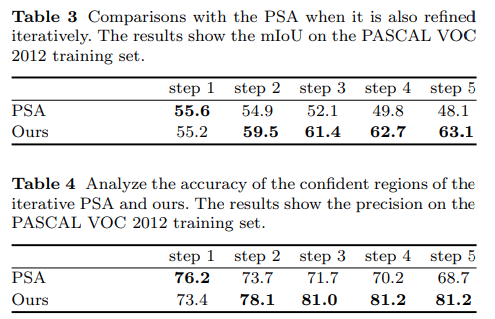 Table 3 Comparisons with the PSA when it is also refined
iteratively. The results show the mIoU on the PASCAL VOC
2012 training set.
step 1 step 2 step 3 step 4 step 5
PSA 55.6 54.9 52.1 49.8 48.1
Ours 55.2 59.5 61.4 62.7 63.1
Table 4 Analyze the accuracy of the confident regions of the
iterative PSA and ours. The results show the precision on the
PASCAL VOC 2012 training set.
step 1 step 2 step 3 step 4 step 5
PSA 76.2 73.7 71.7 70.2 68.7
Ours 73.4 78.1 81.0 81.2 81.2